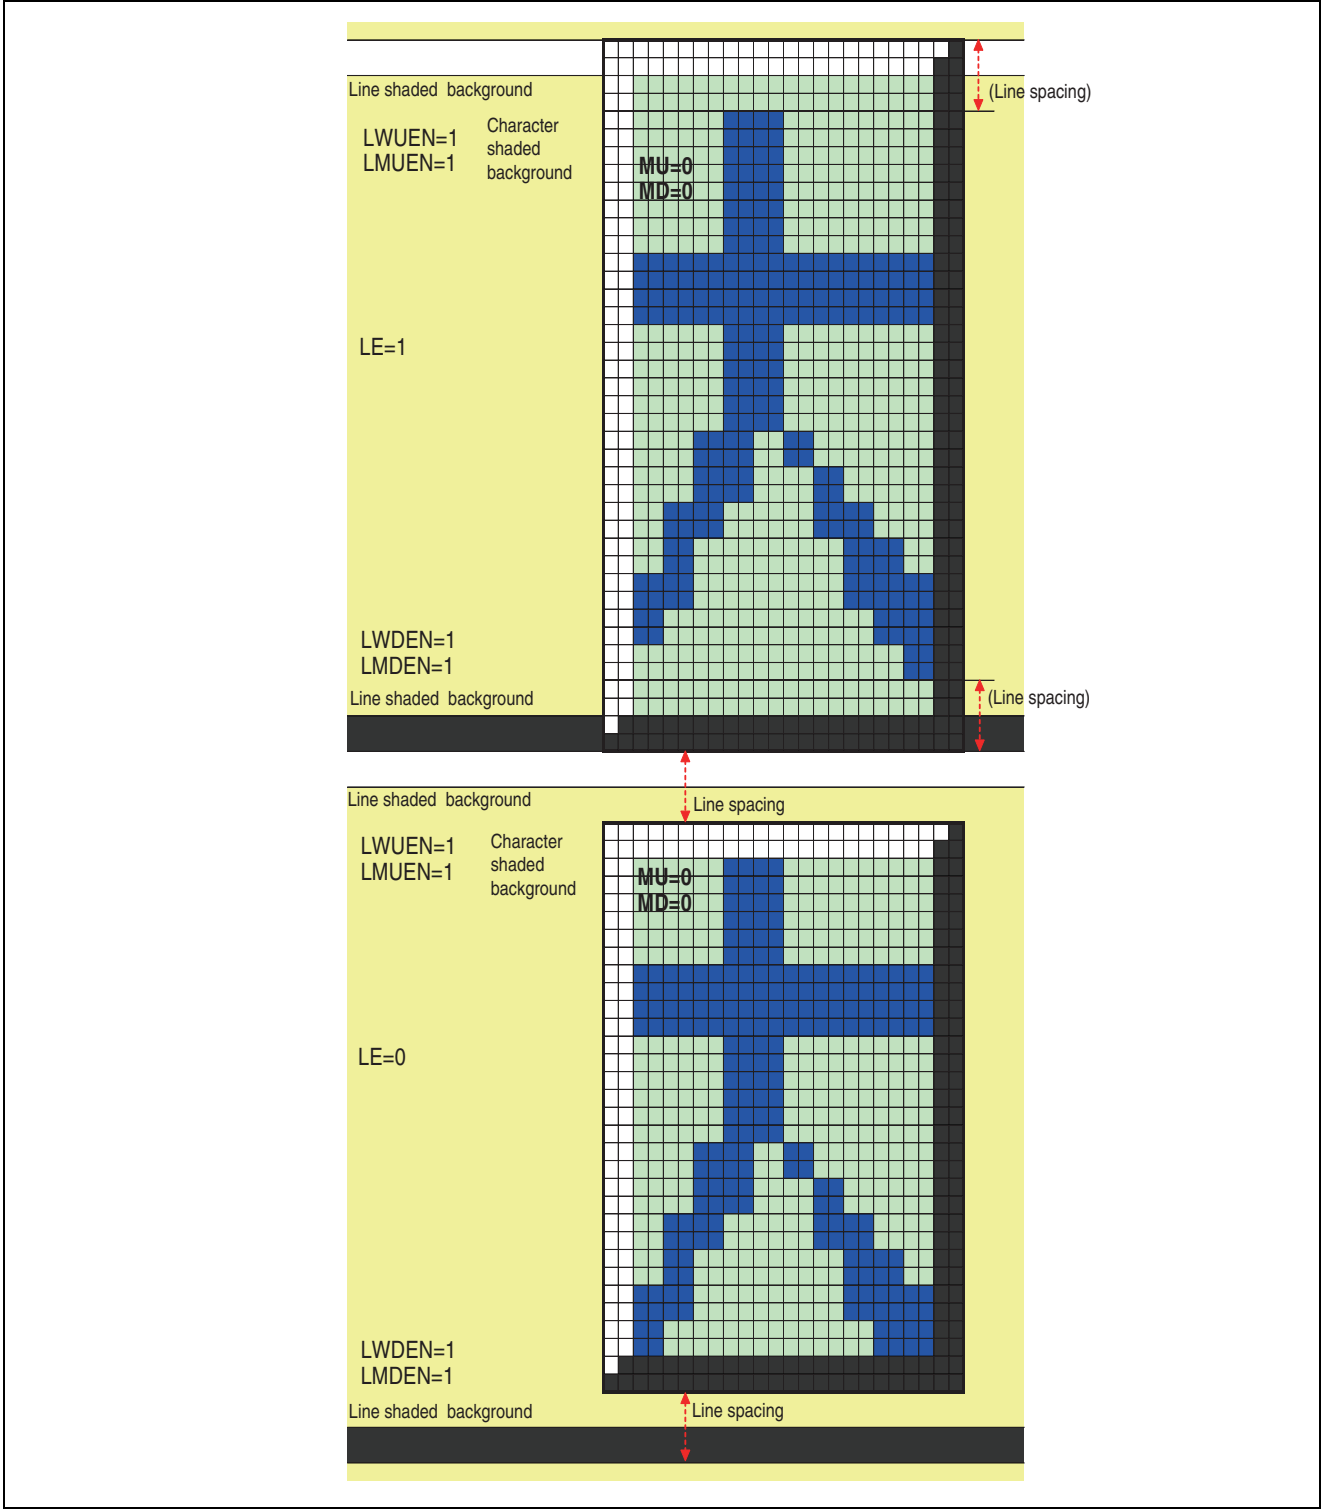 Line shaded background
(Line spacing)
LWUEN=1
LMUEN=1
Character
shaded
background
MU=0
MD=0
LE=1
LWDEN=1
LMDEN=1
Line shaded background
(Line spacing)
Line shaded background
Line spacing
LWUEN=1
LMUEN=1
Character
shaded
background
MU=0
MD=0
LE=0
LWDEN=1
LMDEN=1
Line shaded background
Line spacing